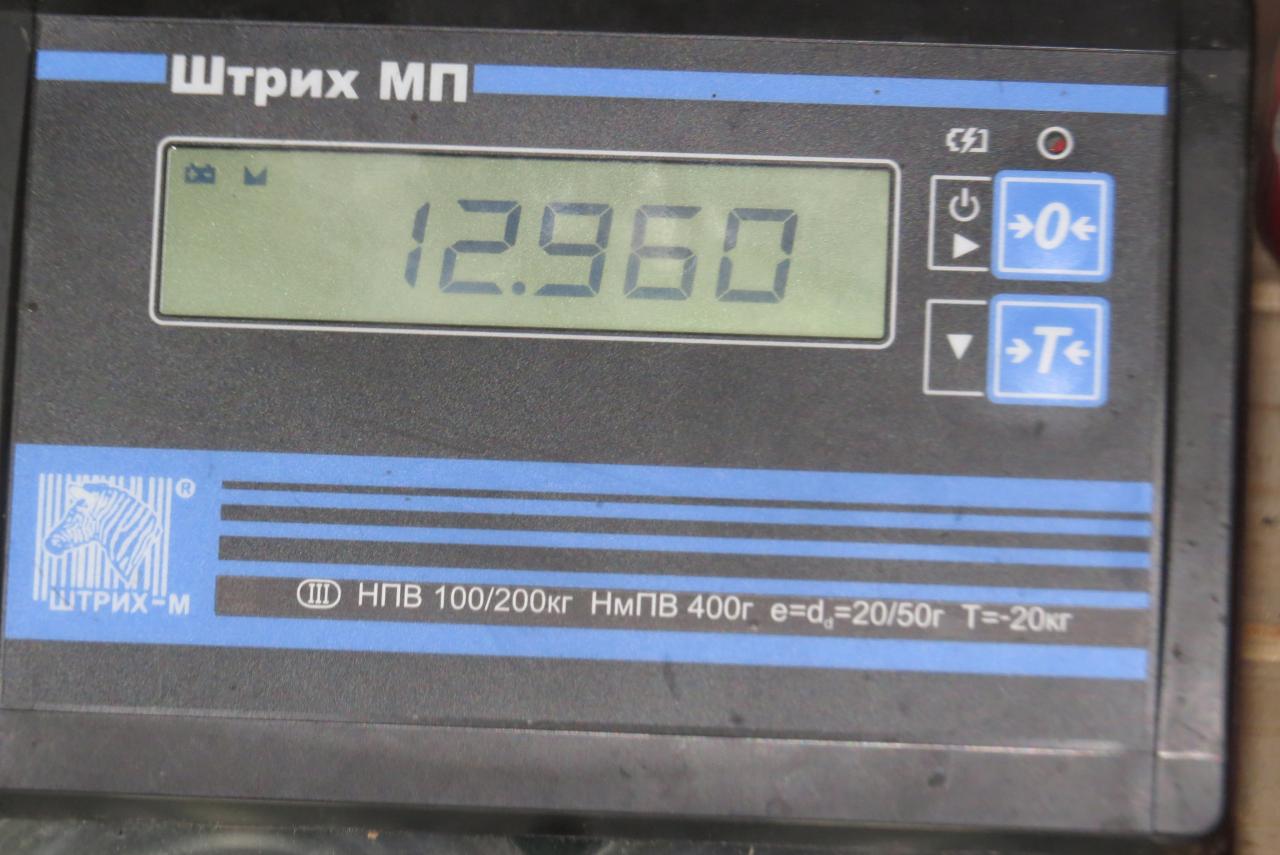 Штрих МП
12.960
→0←
→T←
®
ШТРИХ-М
III НПВ 100/200кг НмПВ 400г e=dd=20/50г T=-20кг